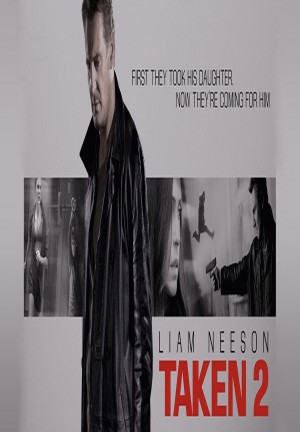 FIRST THEY TOOK HIS DAUGHTER.
NOW THEY'RE COMING FOR HIM
LIAM NEESON
TAKEN 2